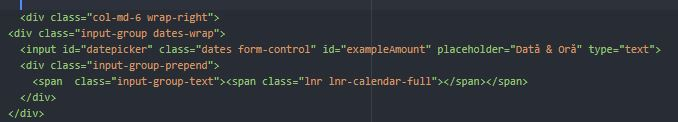 <div class="col-md-6 wrap-right">
<div class="input-group dates-wrap">
<input id="datepicker" class="dates form-control" id="exampleAmount" placeholder="Dată & Oră" type="text">
<div class="input-group-prepend">
<span  class="input-group-text"><span class="lnr lnr-calendar-full"></span></span>
</div>
</div>